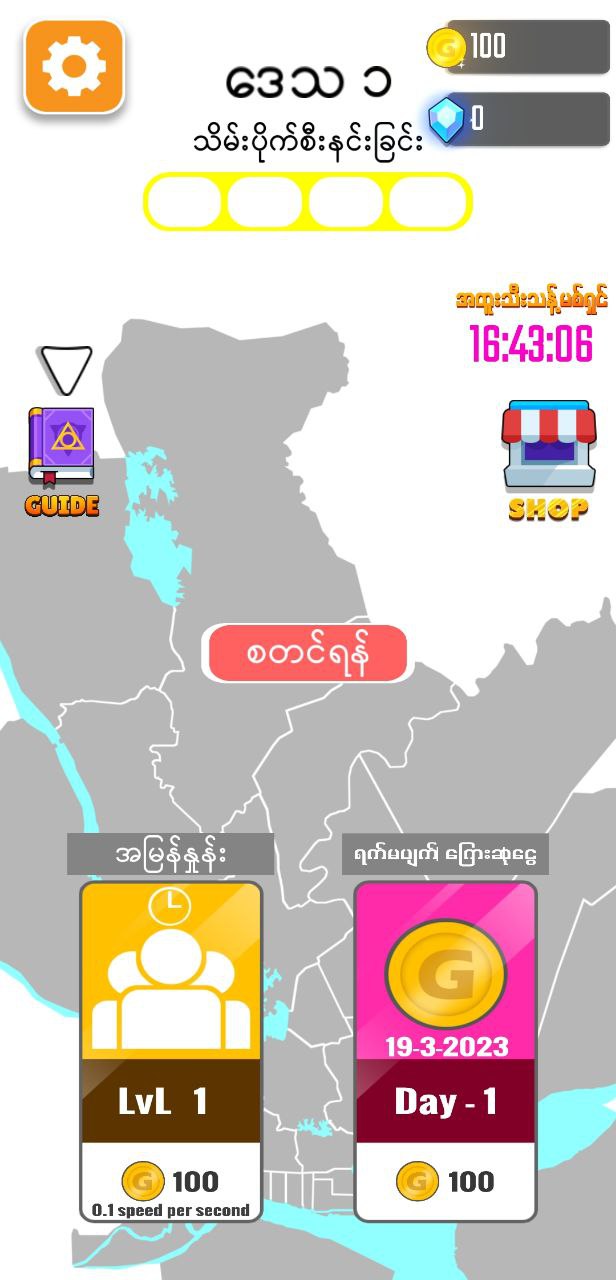 100
ဒေသ ၁
0
သိမ်းပိုက်စီးနင်းခြင်း
အထူးသီးသန့်မစ်ရှင်
16:43:06
GUIDE
SHOP
စတင်ရန်
အမြန်နှုန်း
ရက်မပျက် ကြေးဆုငွေ
G
19-3-2023
LvL 1
Day - 1
G 100
G 100
0.1 speed per second